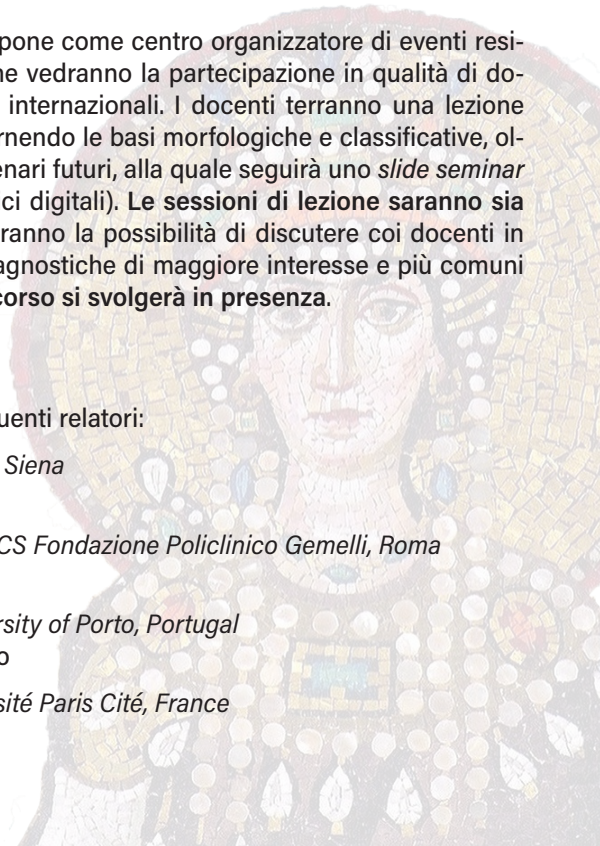 pone come centro organizzatore di eventi resi-
ne vedranno la partecipazione in qualità di do-
internazionali. I docenti terranno una lezione
rnendo le basi morfologiche e classificative, ol-
enari futuri, alla quale seguirà uno slide seminar
ci digitali). Le sessioni di lezione saranno sia
ranno la possibilità di discutere coi docenti in
agnostiche di maggiore interesse e più comuni
corso si svolgerà in presenza.
uenti relatori:
Siena
CS Fondazione Policlinico Gemelli, Roma
rsity of Porto, Portugal
o
sité Paris Cité, France